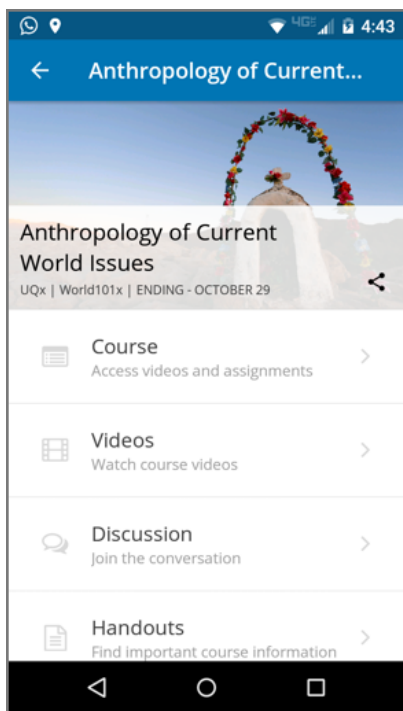 4GE 4:43
Anthropology of Current...
Anthropology of Current
World Issues
UQx | World101x | ENDING - OCTOBER 29
Course
Access videos and assignments
Videos
Watch course videos
Discussion
Join the conversation
Handouts
Find important course information